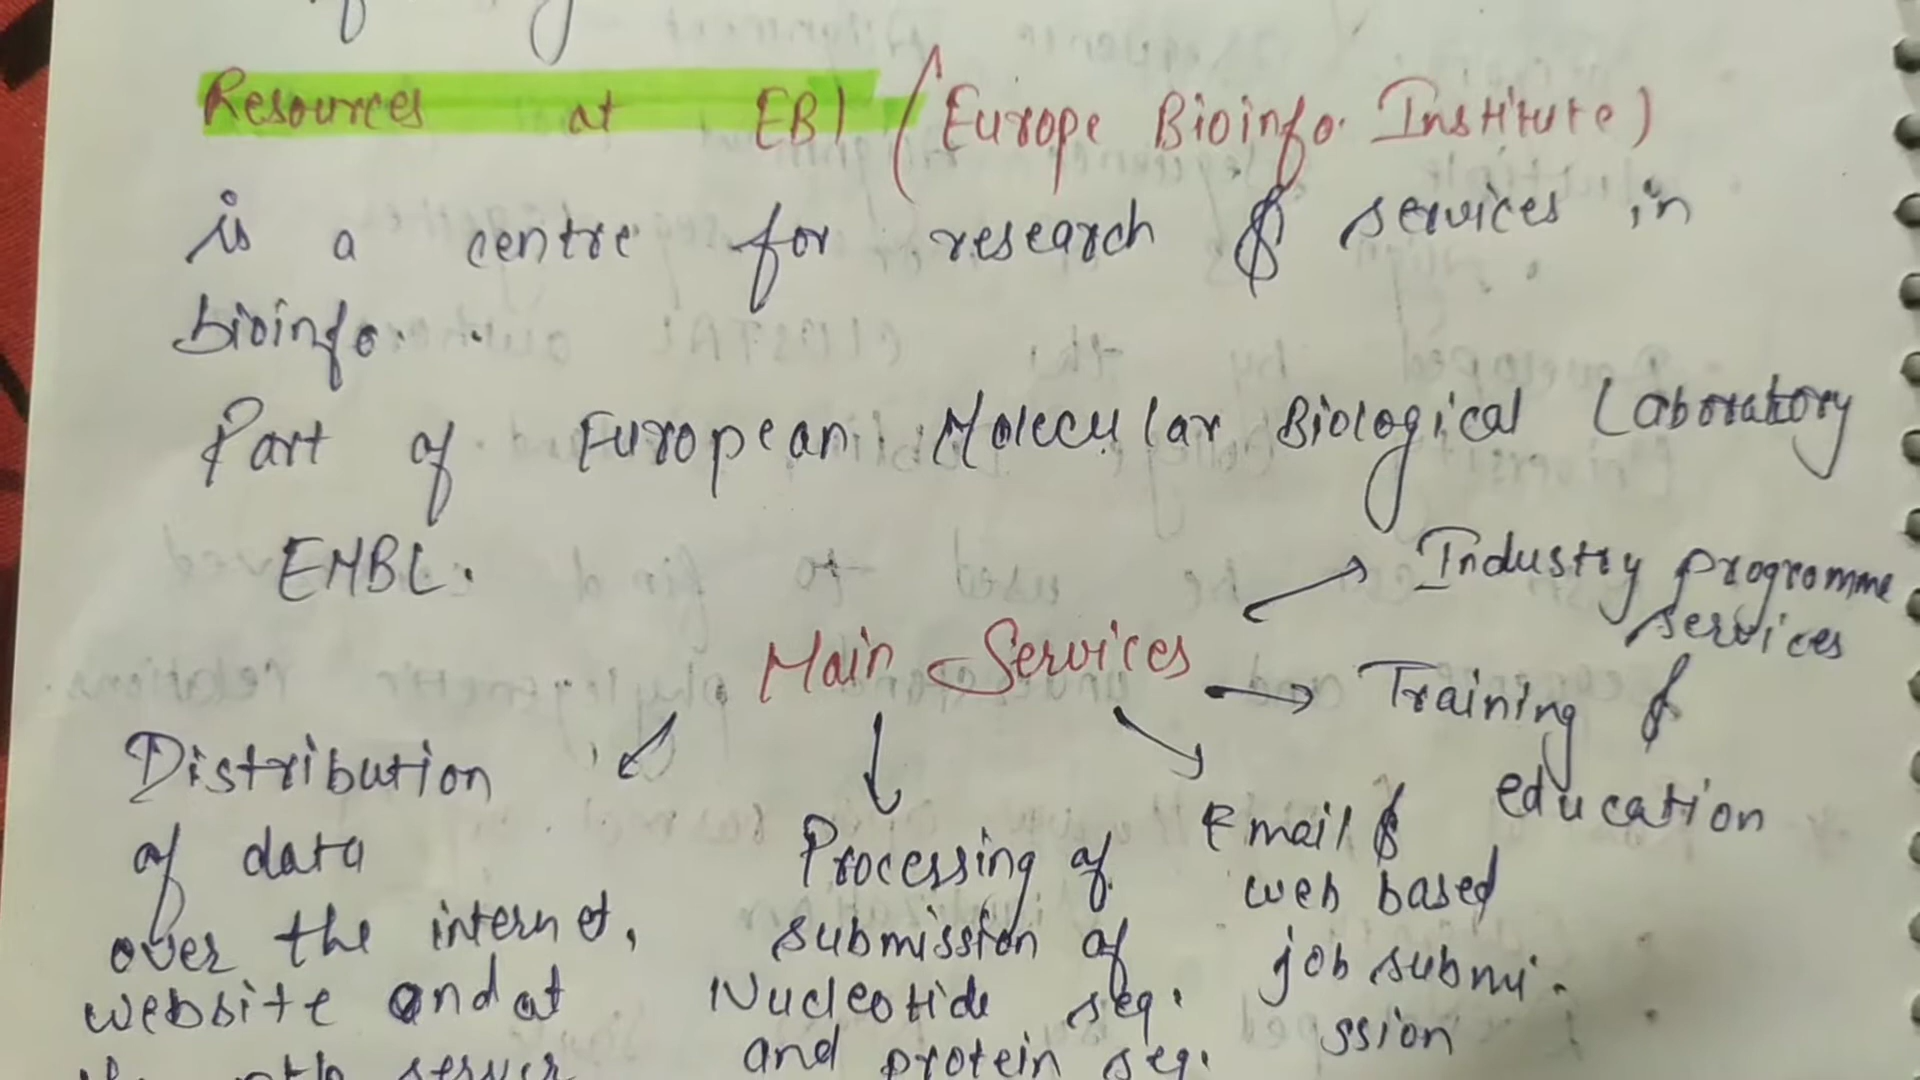 Resources at EBI (Europe Bioinfo. Institute)
is a centre for research & services in
bioinfo.
Part of European Molecular Biological Laboratory
EMBL.
Main Services
Industry programme
services
Training &
education
Distribution
of data
over the internet,
website and at
server
Processing of
submission of
Nucleotide seq.
and protein seq.
Email &
web based
job submi-
ssion